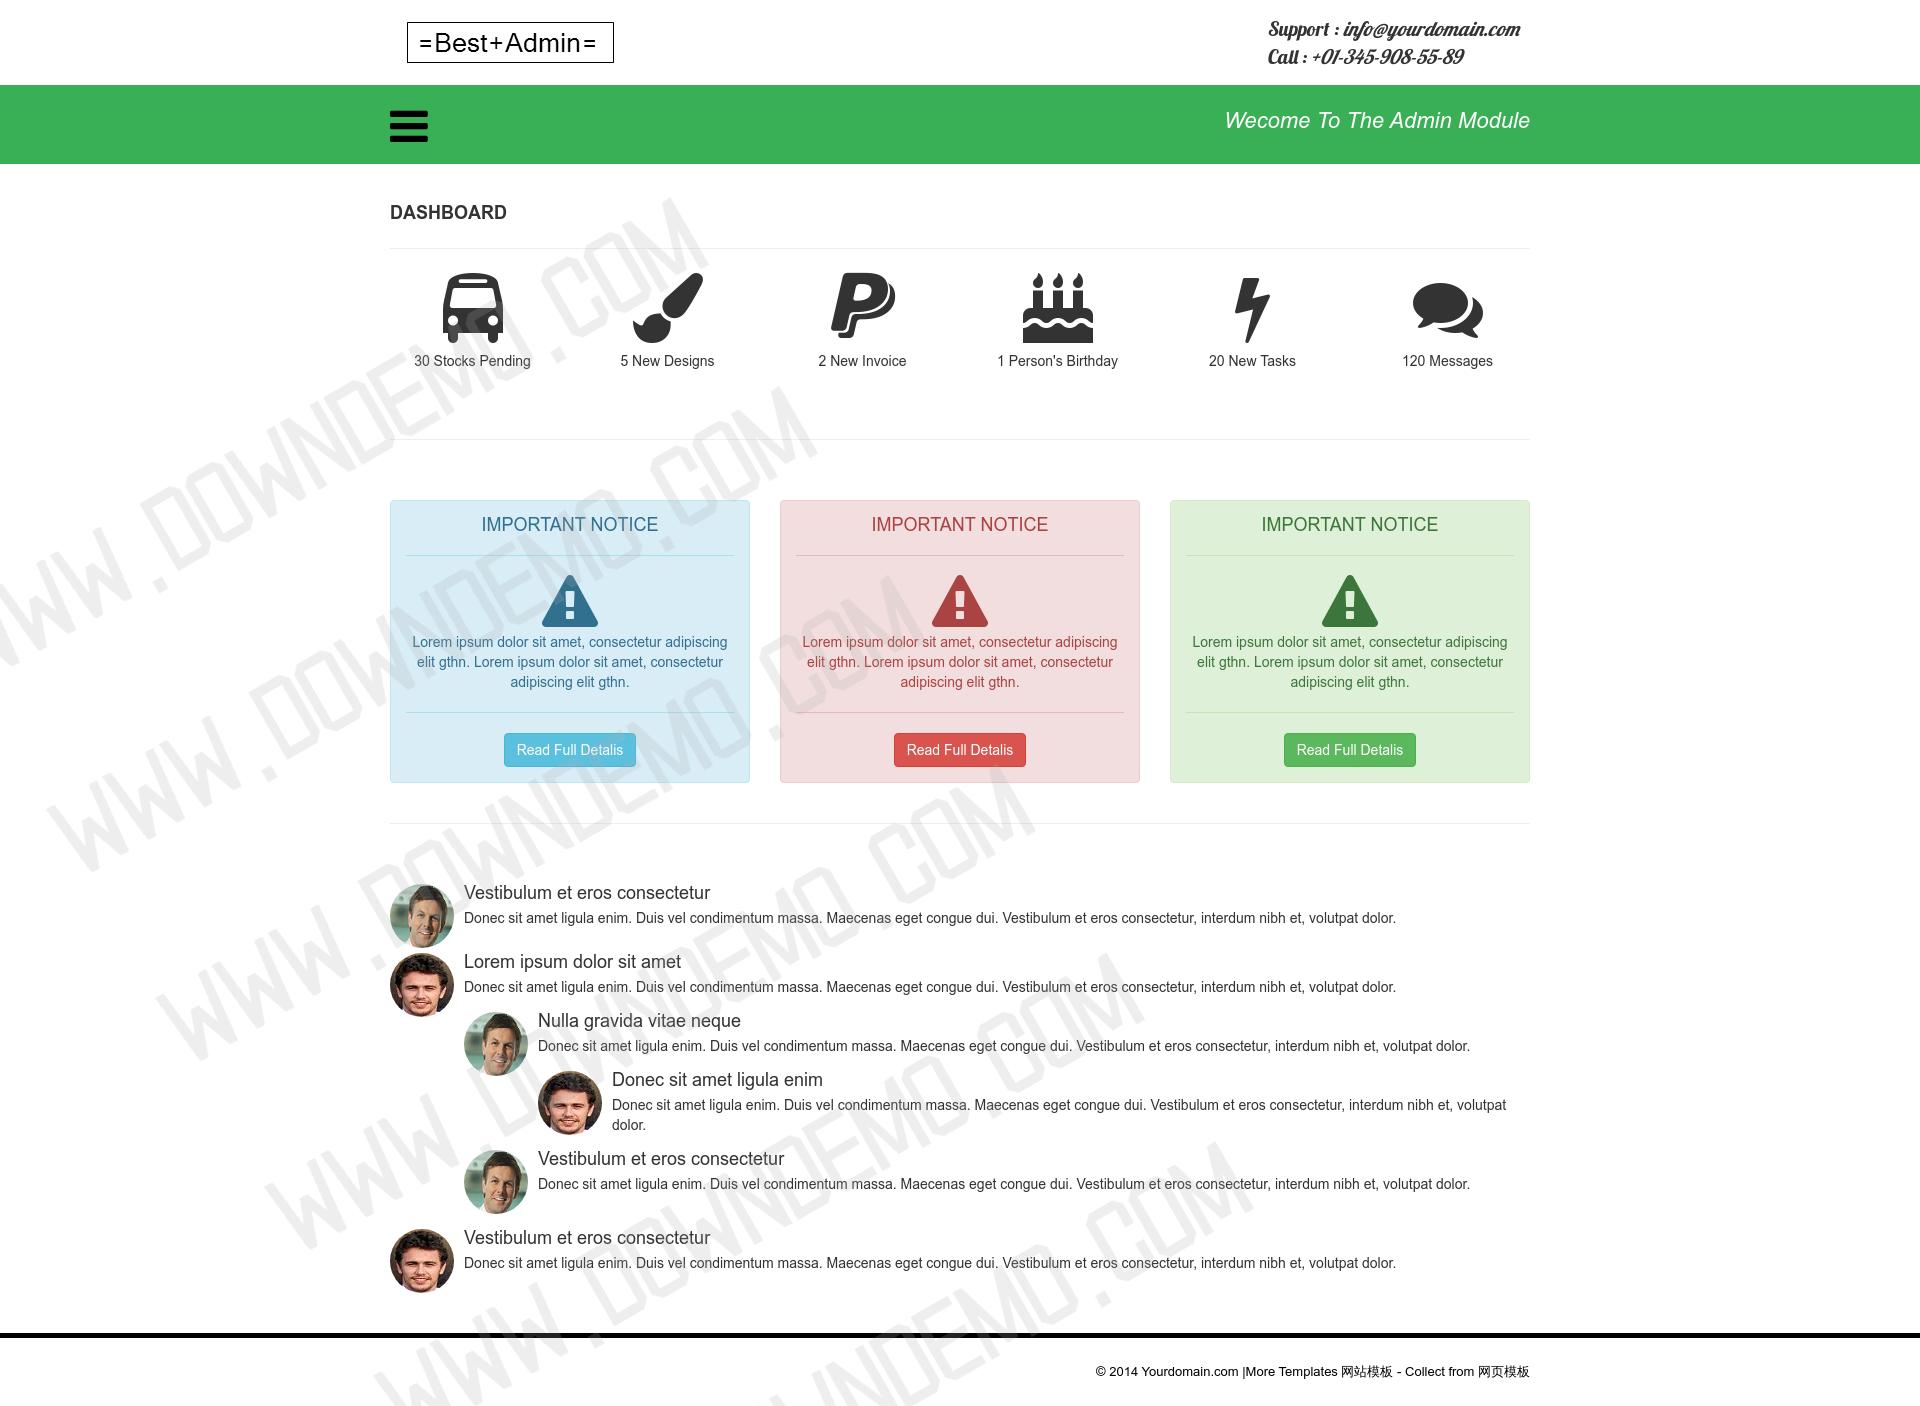 =Best+Admin=
Support : info@yourdomain.com
Call : +01-345-908-55-89
Wecome To The Admin Module
DASHBOARD
30 Stocks Pending
5 New Designs
2 New Invoice
1 Person's Birthday
20 New Tasks
120 Messages
IMPORTANT NOTICE
Lorem ipsum dolor sit amet, consectetur adipiscing
elit gthn. Lorem ipsum dolor sit amet, consectetur
adipiscing elit gthn.
Read Full Detalis
IMPORTANT NOTICE
Lorem ipsum dolor sit amet, consectetur adipiscing
elit gthn. Lorem ipsum dolor sit amet, consectetur
adipiscing elit gthn.
Read Full Detalis
IMPORTANT NOTICE
Lorem ipsum dolor sit amet, consectetur adipiscing
elit gthn. Lorem ipsum dolor sit amet, consectetur
adipiscing elit gthn.
Read Full Detalis
Vestibulum et eros consectetur
Donec sit amet ligula enim. Duis vel condimentum massa. Maecenas eget congue dui. Vestibulum et eros consectetur, interdum nibh et, volutpat dolor.
Lorem ipsum dolor sit amet
Donec sit amet ligula enim. Duis vel condimentum massa. Maecenas eget congue dui. Vestibulum et eros consectetur, interdum nibh et, volutpat dolor.
Nulla gravida vitae neque
Donec sit amet ligula enim. Duis vel condimentum massa. Maecenas eget congue dui. Vestibulum et eros consectetur, interdum nibh et, volutpat dolor.
Donec sit amet ligula enim
Donec sit amet ligula enim. Duis vel condimentum massa. Maecenas eget congue dui. Vestibulum et eros consectetur, interdum nibh et, volutpat
dolor.
Vestibulum et eros consectetur
Donec sit amet ligula enim. Duis vel condimentum massa. Maecenas eget congue dui. Vestibulum et eros consectetur, interdum nibh et, volutpat dolor.
Vestibulum et eros consectetur
Donec sit amet ligula enim. Duis vel condimentum massa. Maecenas eget congue dui. Vestibulum et eros consectetur, interdum nibh et, volutpat dolor.
© 2014 Yourdomain.com |More Templates 网站模板 - Collect from 网页模板
WWW.DOWNDEMO.COM
WWW.DOWNDEMO.COM
WWW.DOWNDEMO.COM
WWW.DOWNDEMO.COM
WWW.DOWNDEMO.COM
WNDEMO.COM